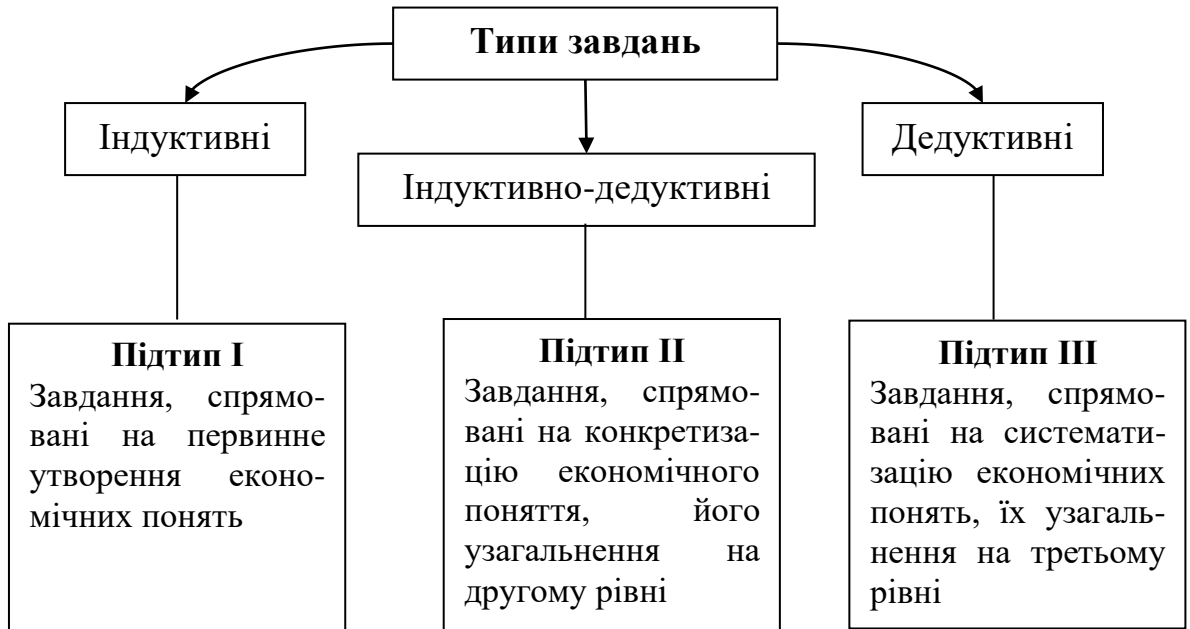 Типи завдань
Індуктивні
Індуктивно-дедуктивні
Дедуктивні
Підтип І
Завдання, спрямо-
вані на первинне
утворення еконо-
мічних понять
Підтип ІІ
Завдання, спрямо-
вані на конкретиза-
цію економічного
поняття, його
узагальнення на
другому рівні
Підтип ІІІ
Завдання, спрямо-
вані на системати-
зацію економічних
понять, їх узагаль-
нення на третьому
рівні